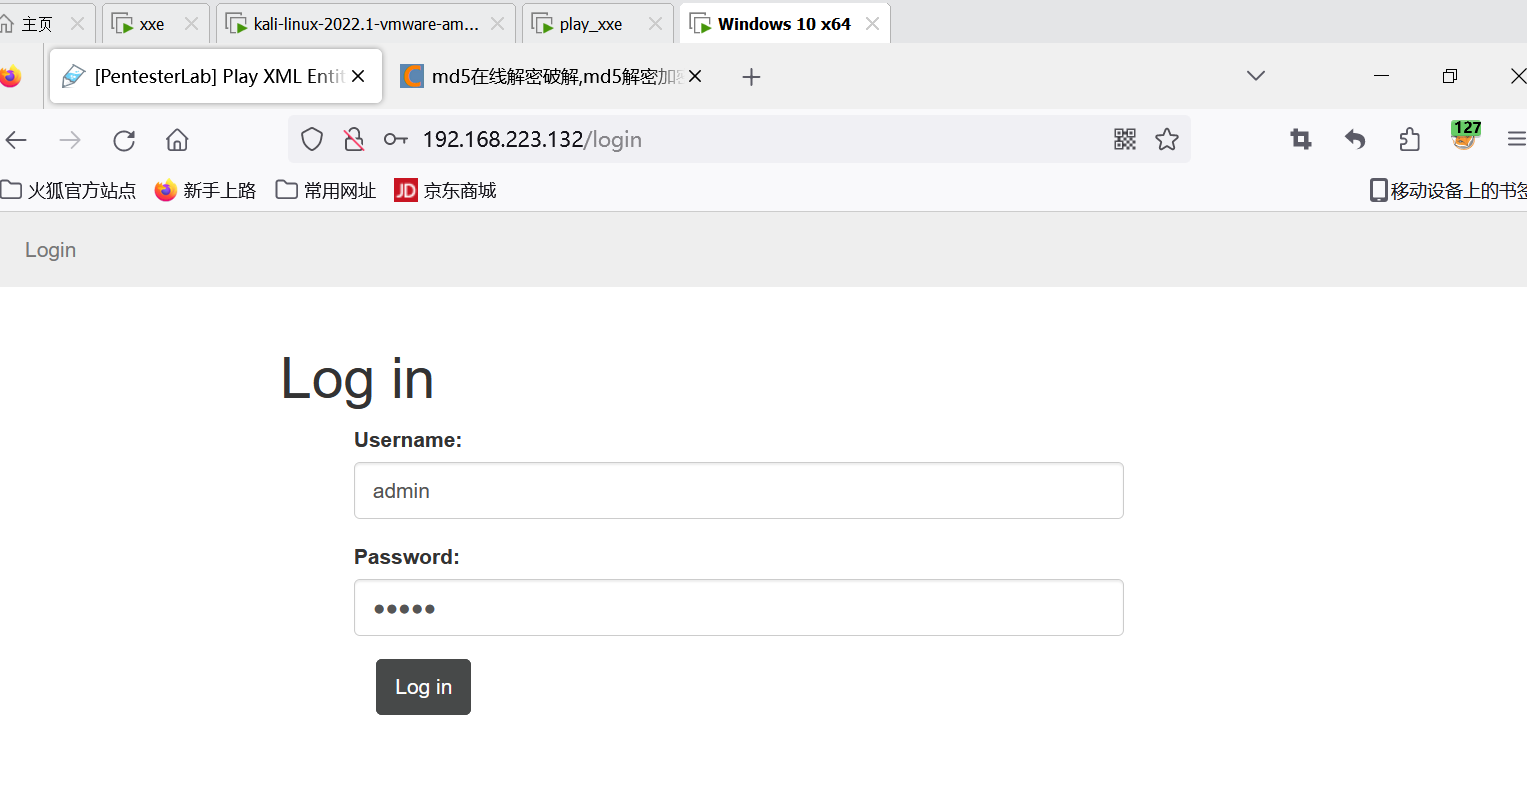 主页 xxe kali-linux-2022.1-vmware-am... play_xxe Windows 10 x64
[PentesterLab] Play XML Entit md5在线解密破解,md5解密加密
192.168.223.132/login 127
火狐官方站点 新手上路 常用网址 JD 京东商城 移动设备上的书签
Login
Log in
Username:
admin
Password:
Log in